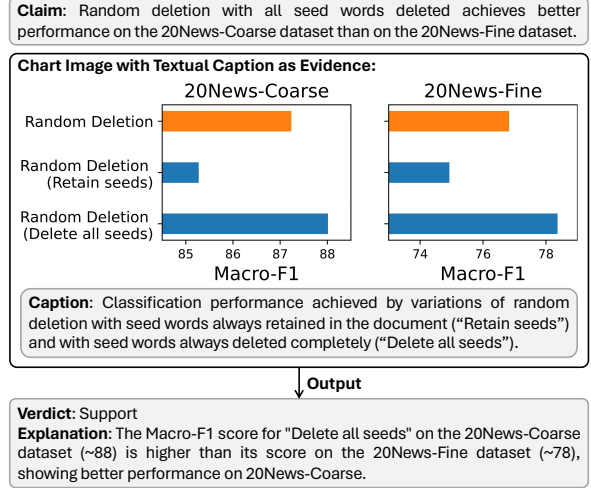 Claim: Random deletion with all seed words deleted achieves better
performance on the 20News-Coarse dataset than on the 20News-Fine dataset.
Chart Image with Textual Caption as Evidence:
20News-Coarse
20News-Fine
Random Deletion
Random Deletion
(Retain seeds)
Random Deletion
(Delete all seeds)
85 86 87 88
74 76 78
Macro-F1
Macro-F1
Caption: Classification performance achieved by variations of random
deletion with seed words always retained in the document (“Retain seeds”)
and with seed words always deleted completely (“Delete all seeds”).
Output
Verdict: Support
Explanation: The Macro-F1 score for "Delete all seeds" on the 20News-Coarse
dataset (~88) is higher than its score on the 20News-Fine dataset (~78),
showing better performance on 20News-Coarse.